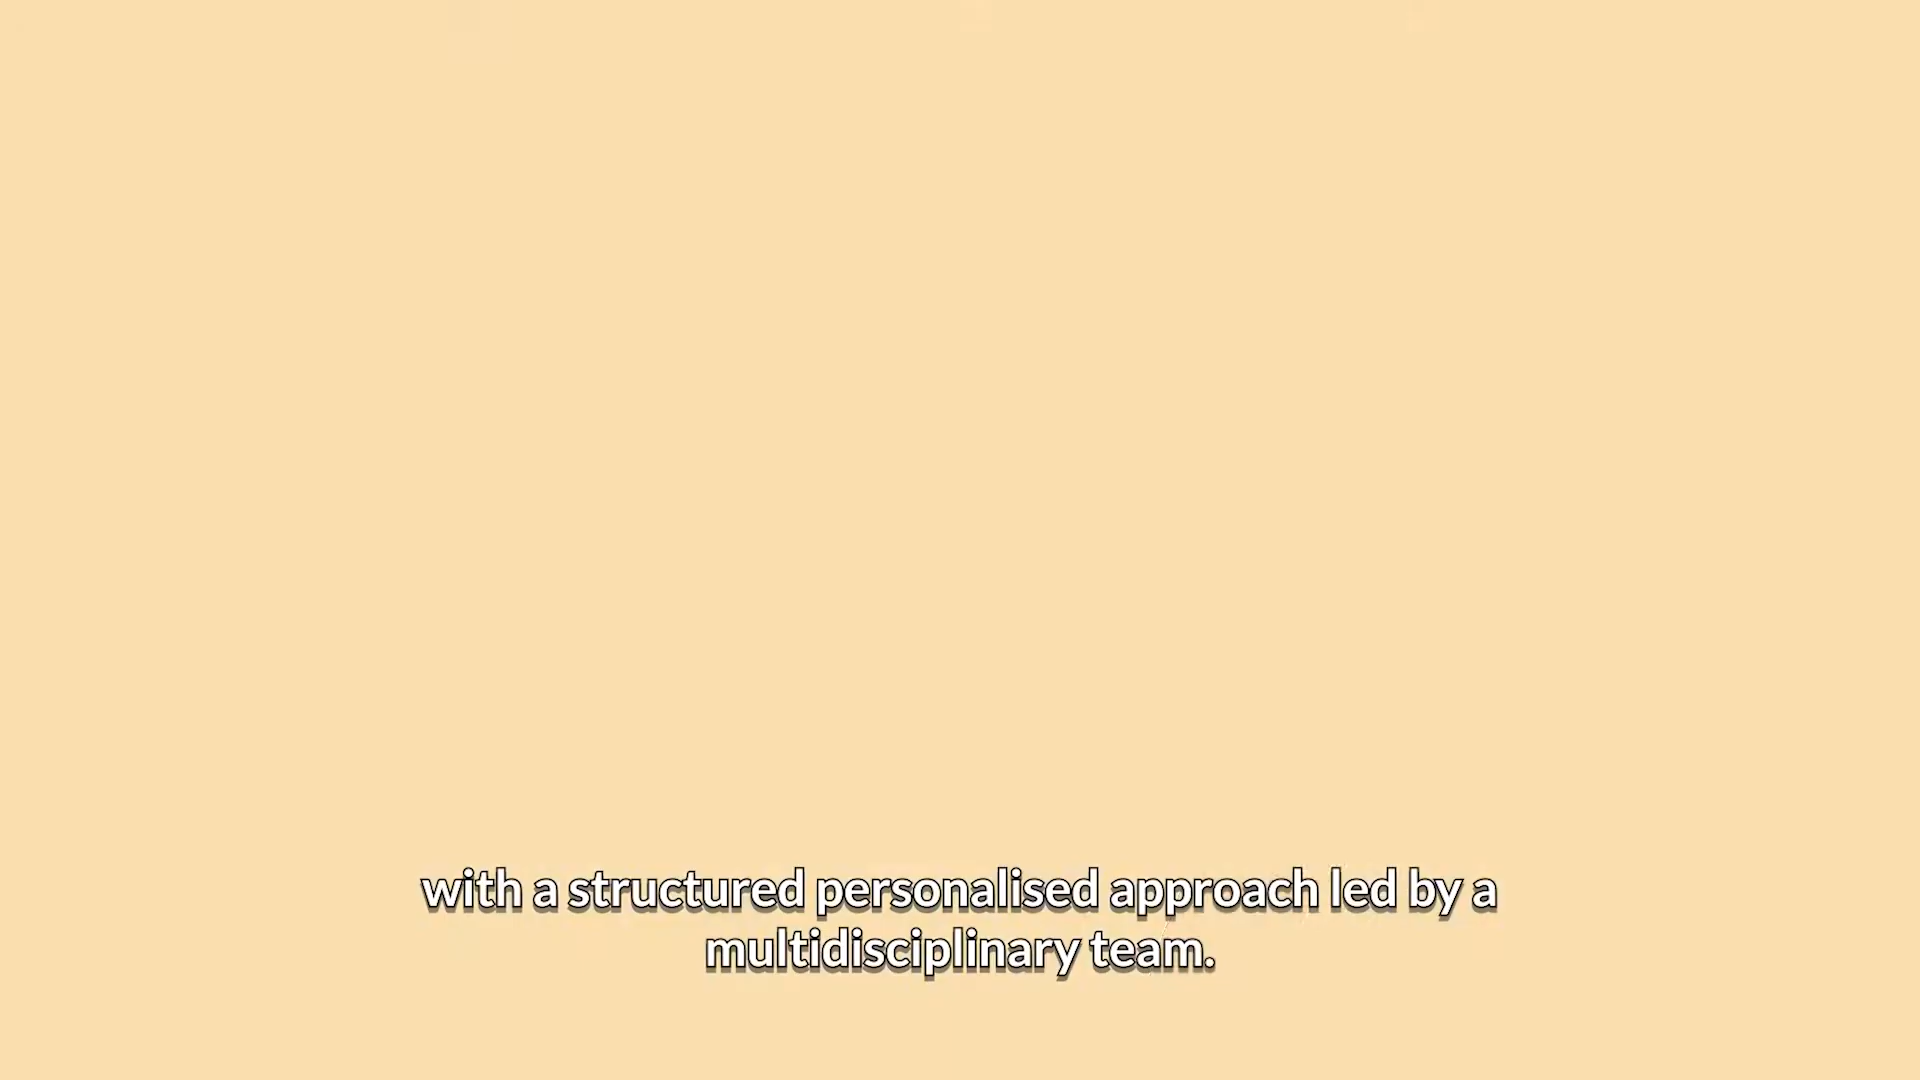 with a structured personalised approach led by a
multidisciplinary team.